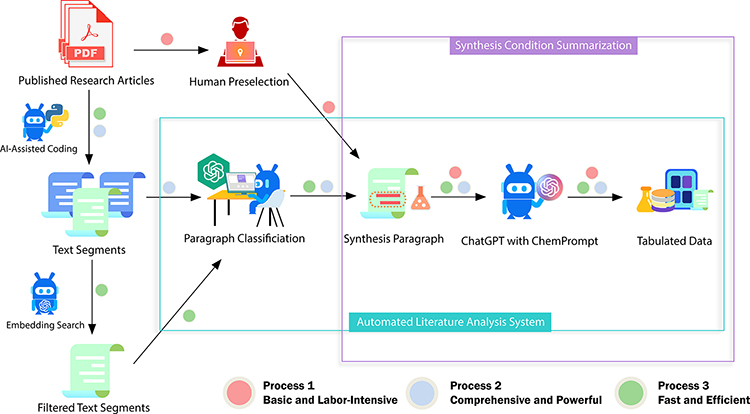 PDF
Synthesis Condition Summarization
Published Research Articles
Human Preselection
AI-Assisted Coding
Text Segments
Paragraph Classificiation
Synthesis Paragraph
ChatGPT with ChemPrompt
Tabulated Data
Embedding Search
Automated Literature Analysis System
Filtered Text Segments
Process 1
Basic and Labor-Intensive
Process 2
Comprehensive and Powerful
Process 3
Fast and Efficient